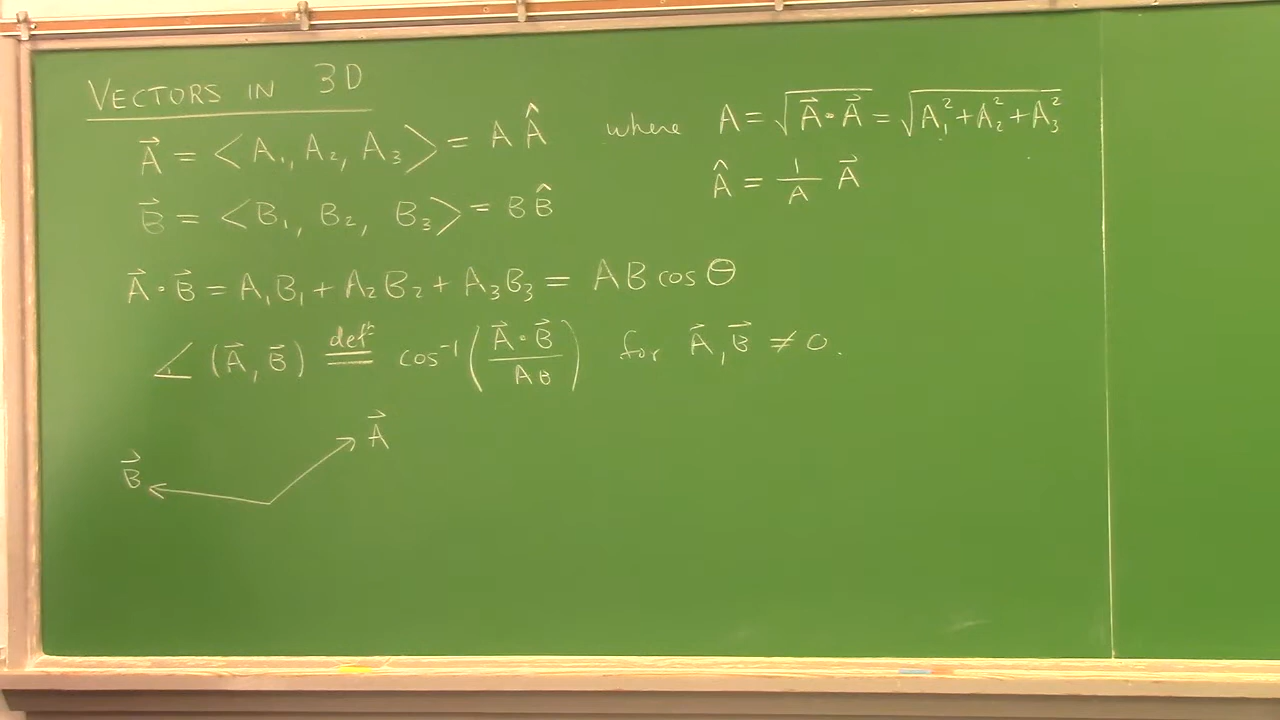 VECTORS IN 3D
A⃗ = <A₁, A₂, A₃> = A Â where A = √(A⃗ · A⃗) = √(A₁² + A₂² + A₃²)
Â = 1/A A⃗
B⃗ = <B₁, B₂, B₃> = B B̂
A⃗ · B⃗ = A₁B₁ + A₂B₂ + A₃B₃ = AB cos θ
∡ (A⃗, B⃗) def= cos⁻¹ (A⃗ · B⃗ / AB) for A⃗, B⃗ ≠ 0.
A⃗
B⃗